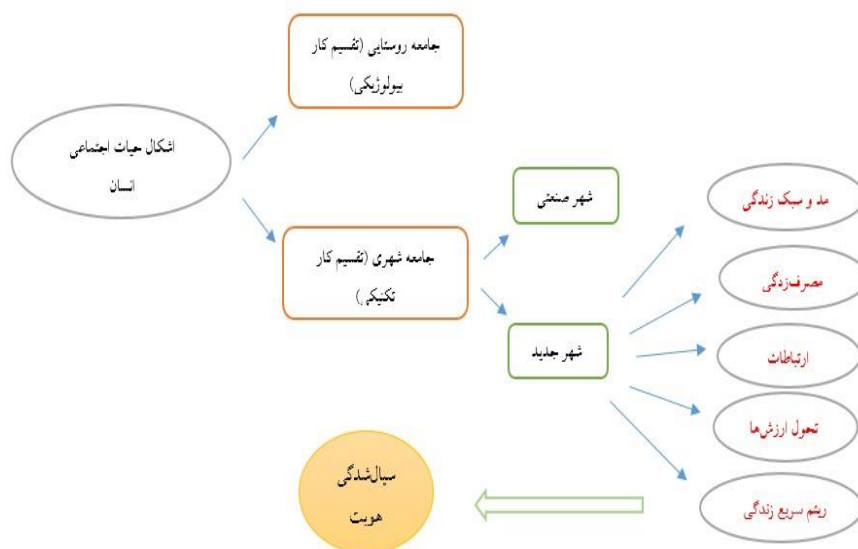 جامعه روستایی (تقسیم کار
بیولوژیکی)
اشکال حیات اجتماعی
انسان
شهر صنعتی
مد و سبک زندگی
جامعه شهری (تقسیم کار
تکنیکی)
مصرف‌زدگی
شهر جدید
ارتباطات
تحول ارزش‌ها
سیال‌شدگی
هویت
ریتم سریع زندگی